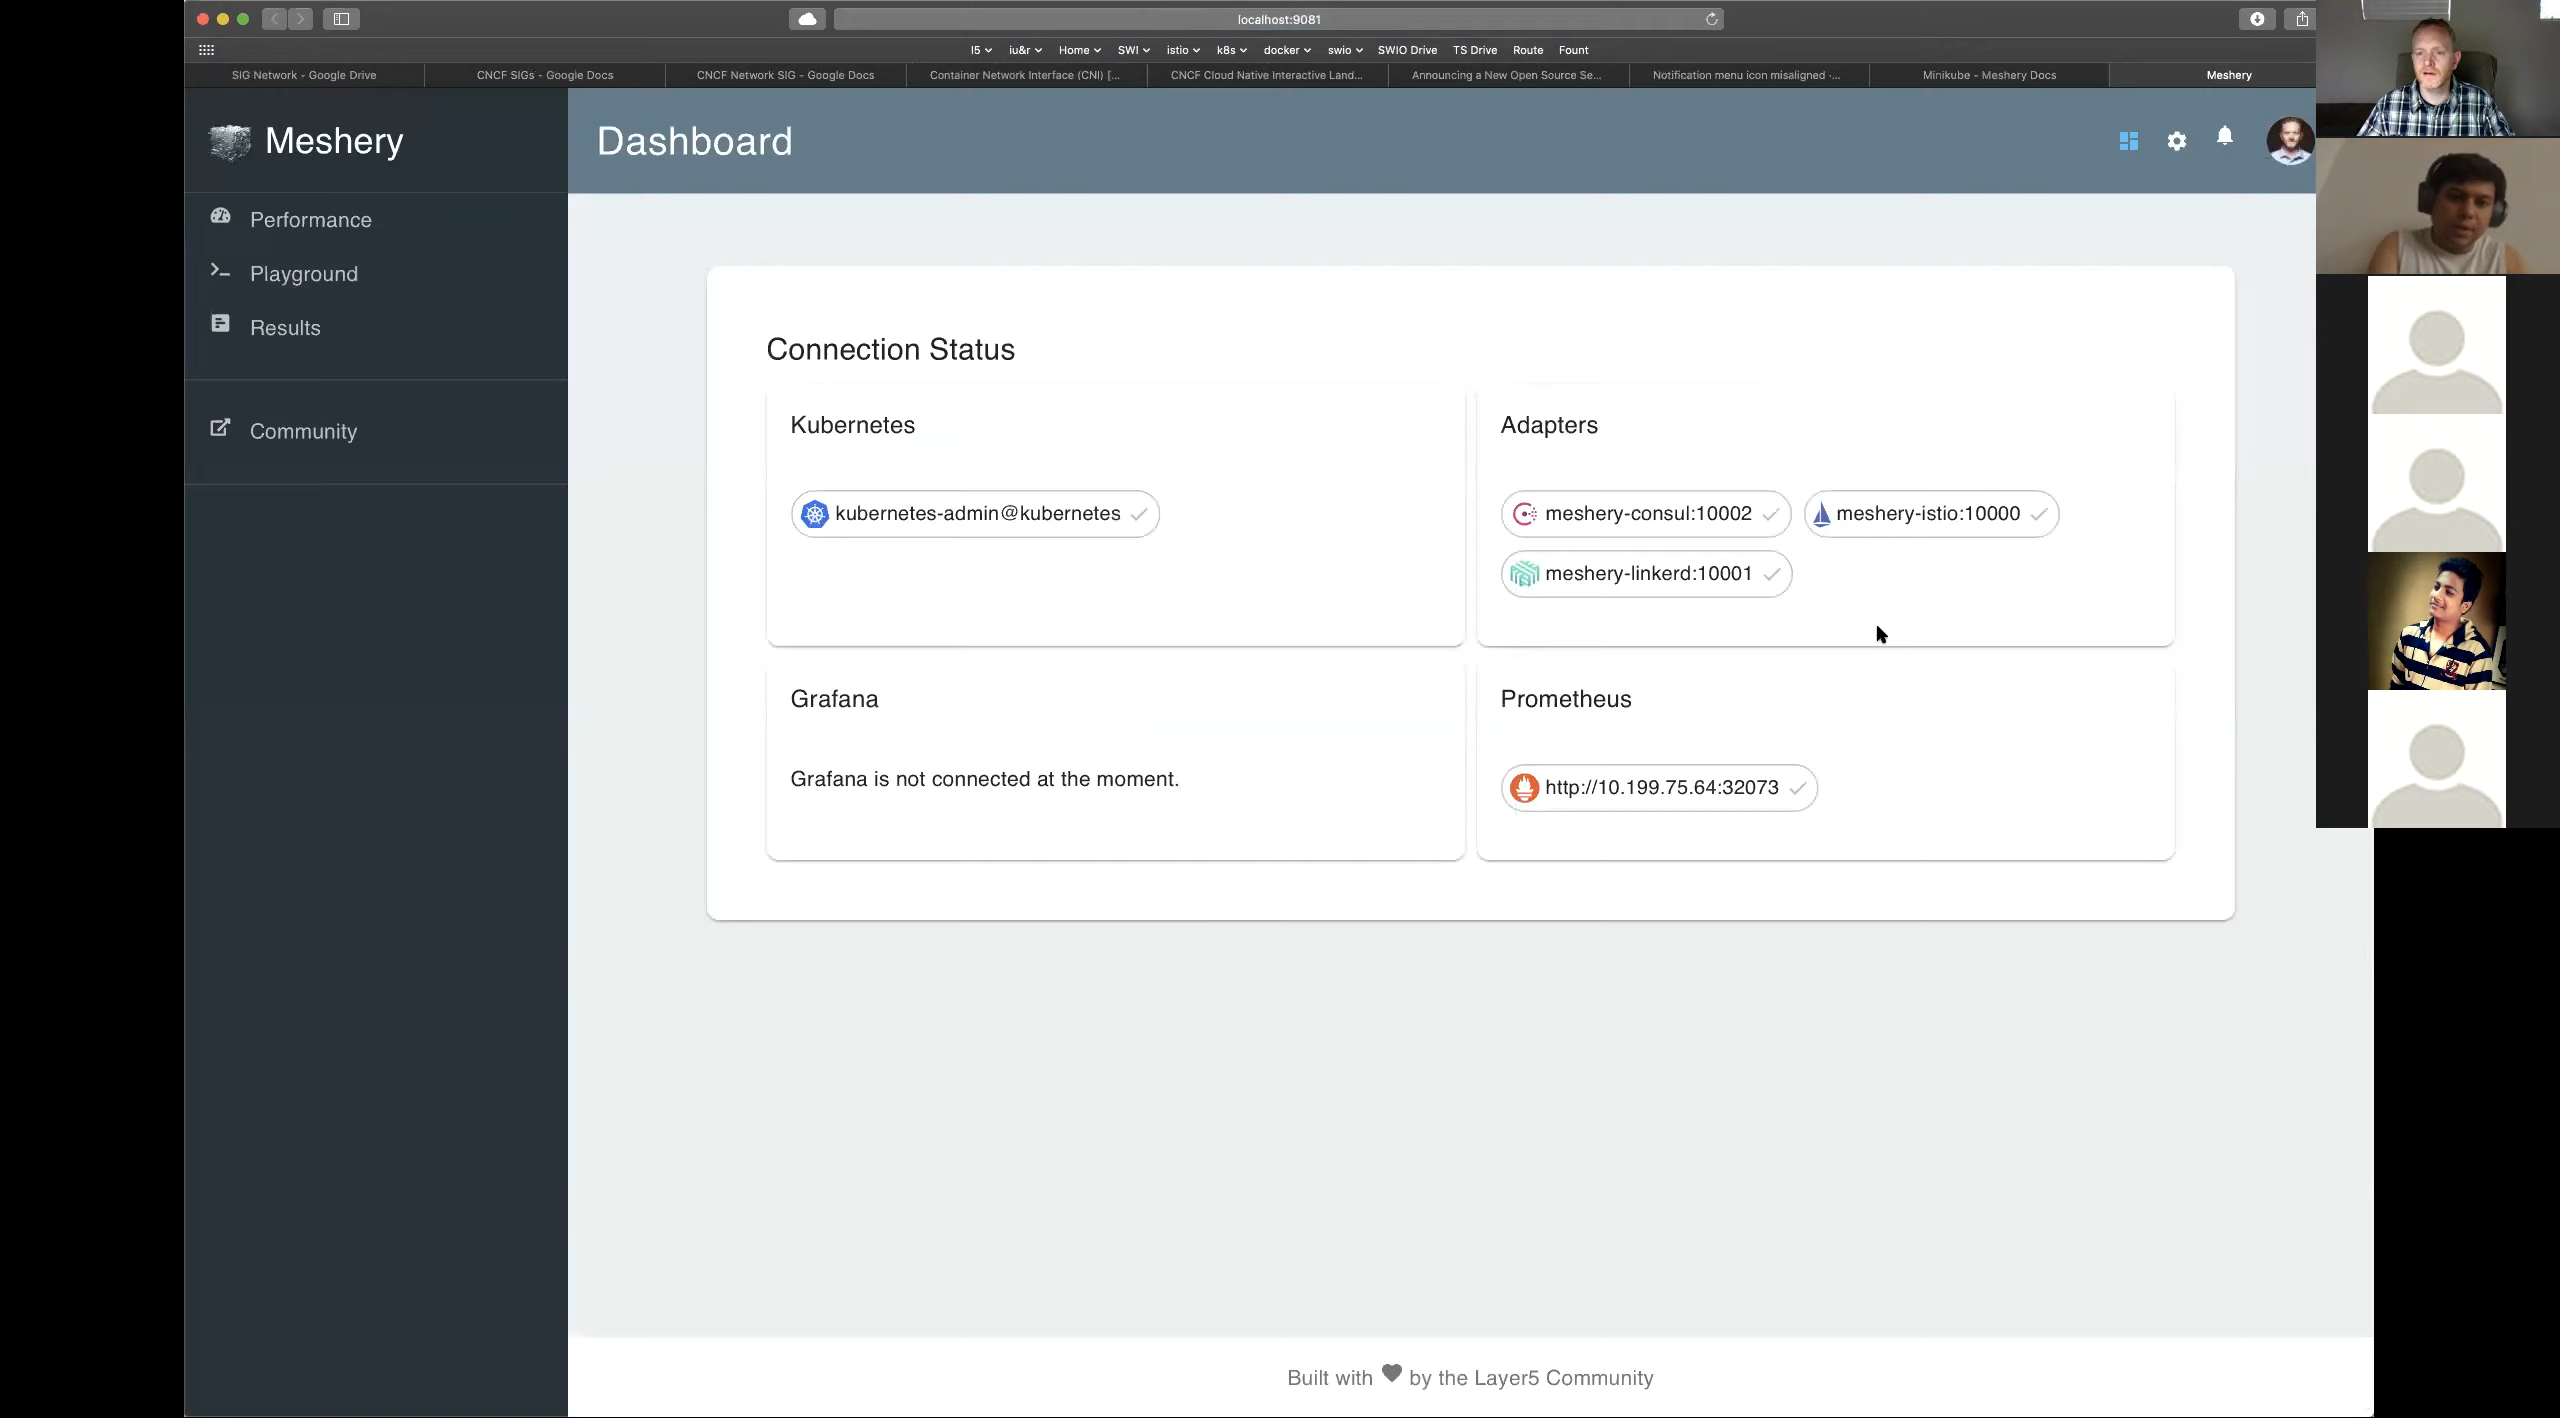 localhost:9081
l5 iu&r Home SWI istio k8s docker swio SWIO Drive TS Drive Route Fount
SIG Network - Google Drive
CNCF SIGs - Google Docs
CNCF Network SIG - Google Docs
Container Network Interface (CNI) [...
CNCF Cloud Native Interactive Land...
Announcing a New Open Source Se...
Notification menu icon misaligned ·...
Minikube - Meshery Docs
Meshery
Meshery
Dashboard
Performance
Playground
Results
Community
Connection Status
Kubernetes
kubernetes-admin@kubernetes
Adapters
meshery-consul:10002
meshery-istio:10000
meshery-linkerd:10001
Grafana
Grafana is not connected at the moment.
Prometheus
http://10.199.75.64:32073
Built with by the Layer5 Community